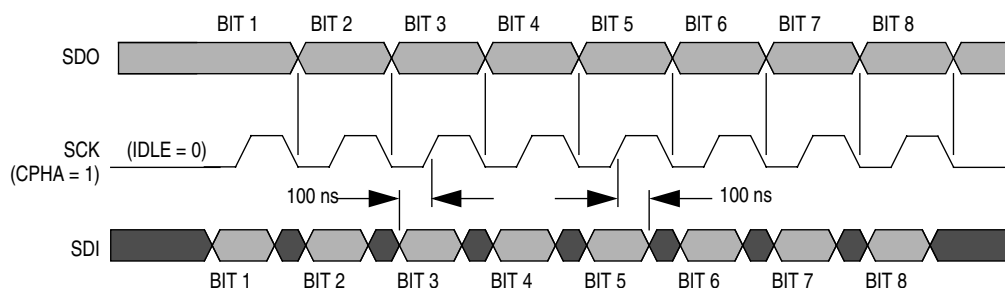 BIT 1 BIT 2 BIT 3 BIT 4 BIT 5 BIT 6 BIT 7 BIT 8
SDO
SCK (IDLE = 0)
(CPHA = 1)
100 ns 100 ns
SDI
BIT 1 BIT 2 BIT 3 BIT 4 BIT 5 BIT 6 BIT 7 BIT 8